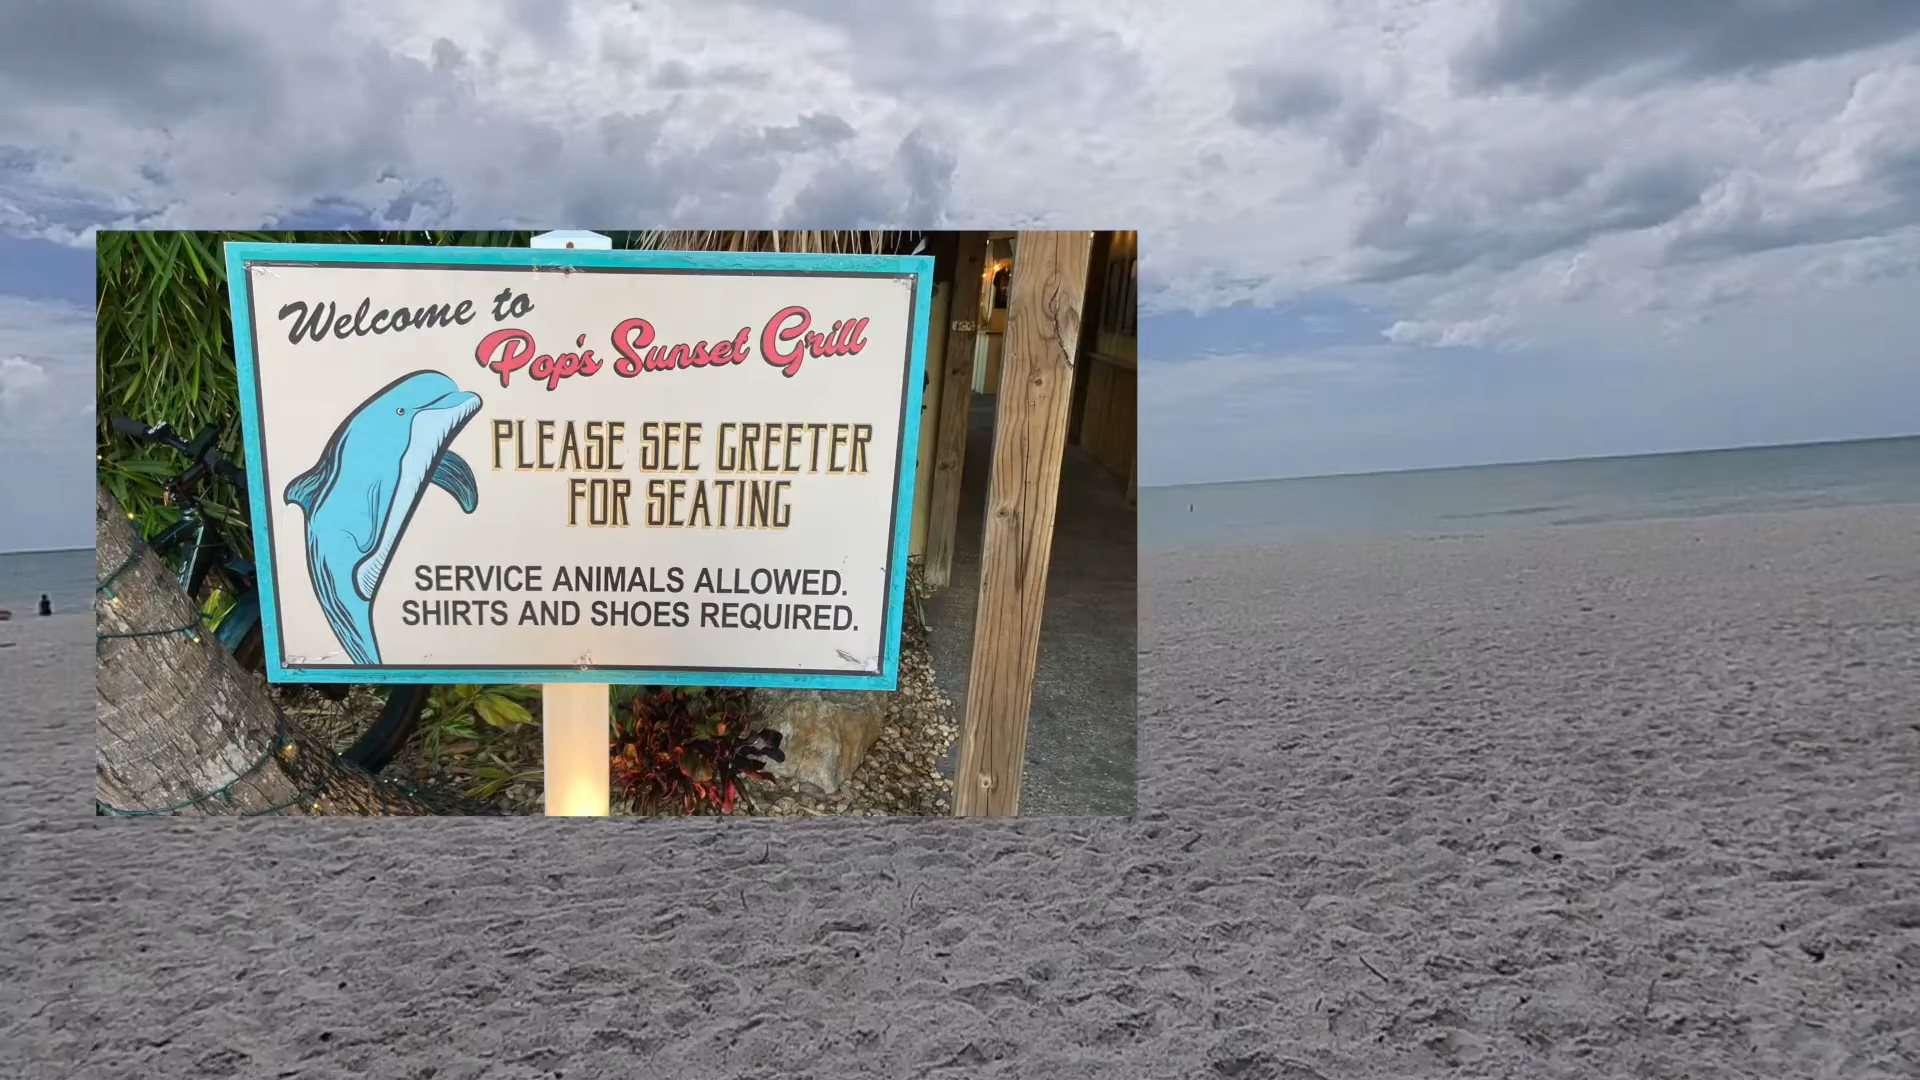 Welcome to
Pop's Sunset Grill
PLEASE SEE GREETER
FOR SEATING
SERVICE ANIMALS ALLOWED.
SHIRTS AND SHOES REQUIRED.